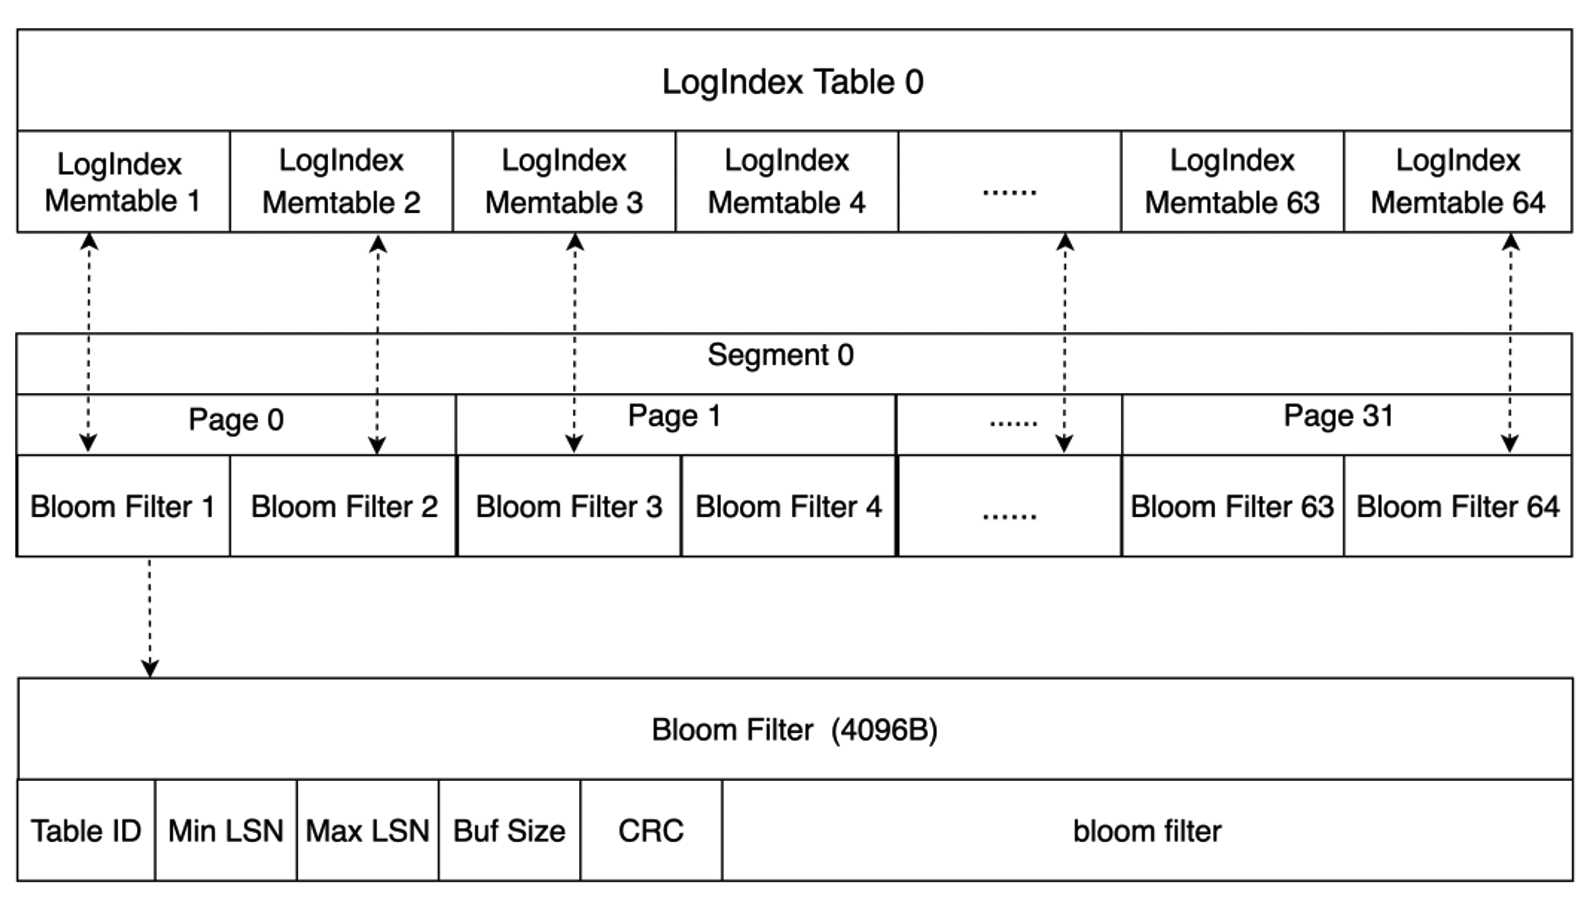 LogIndex Table 0
LogIndex
Memtable 1
LogIndex
Memtable 2
LogIndex
Memtable 3
LogIndex
Memtable 4
......
LogIndex
Memtable 63
LogIndex
Memtable 64
Segment 0
Page 0
Page 1
......
Page 31
Bloom Filter 1
Bloom Filter 2
Bloom Filter 3
Bloom Filter 4
......
Bloom Filter 63
Bloom Filter 64
Bloom Filter (4096B)
Table ID
Min LSN
Max LSN
Buf Size
CRC
bloom filter